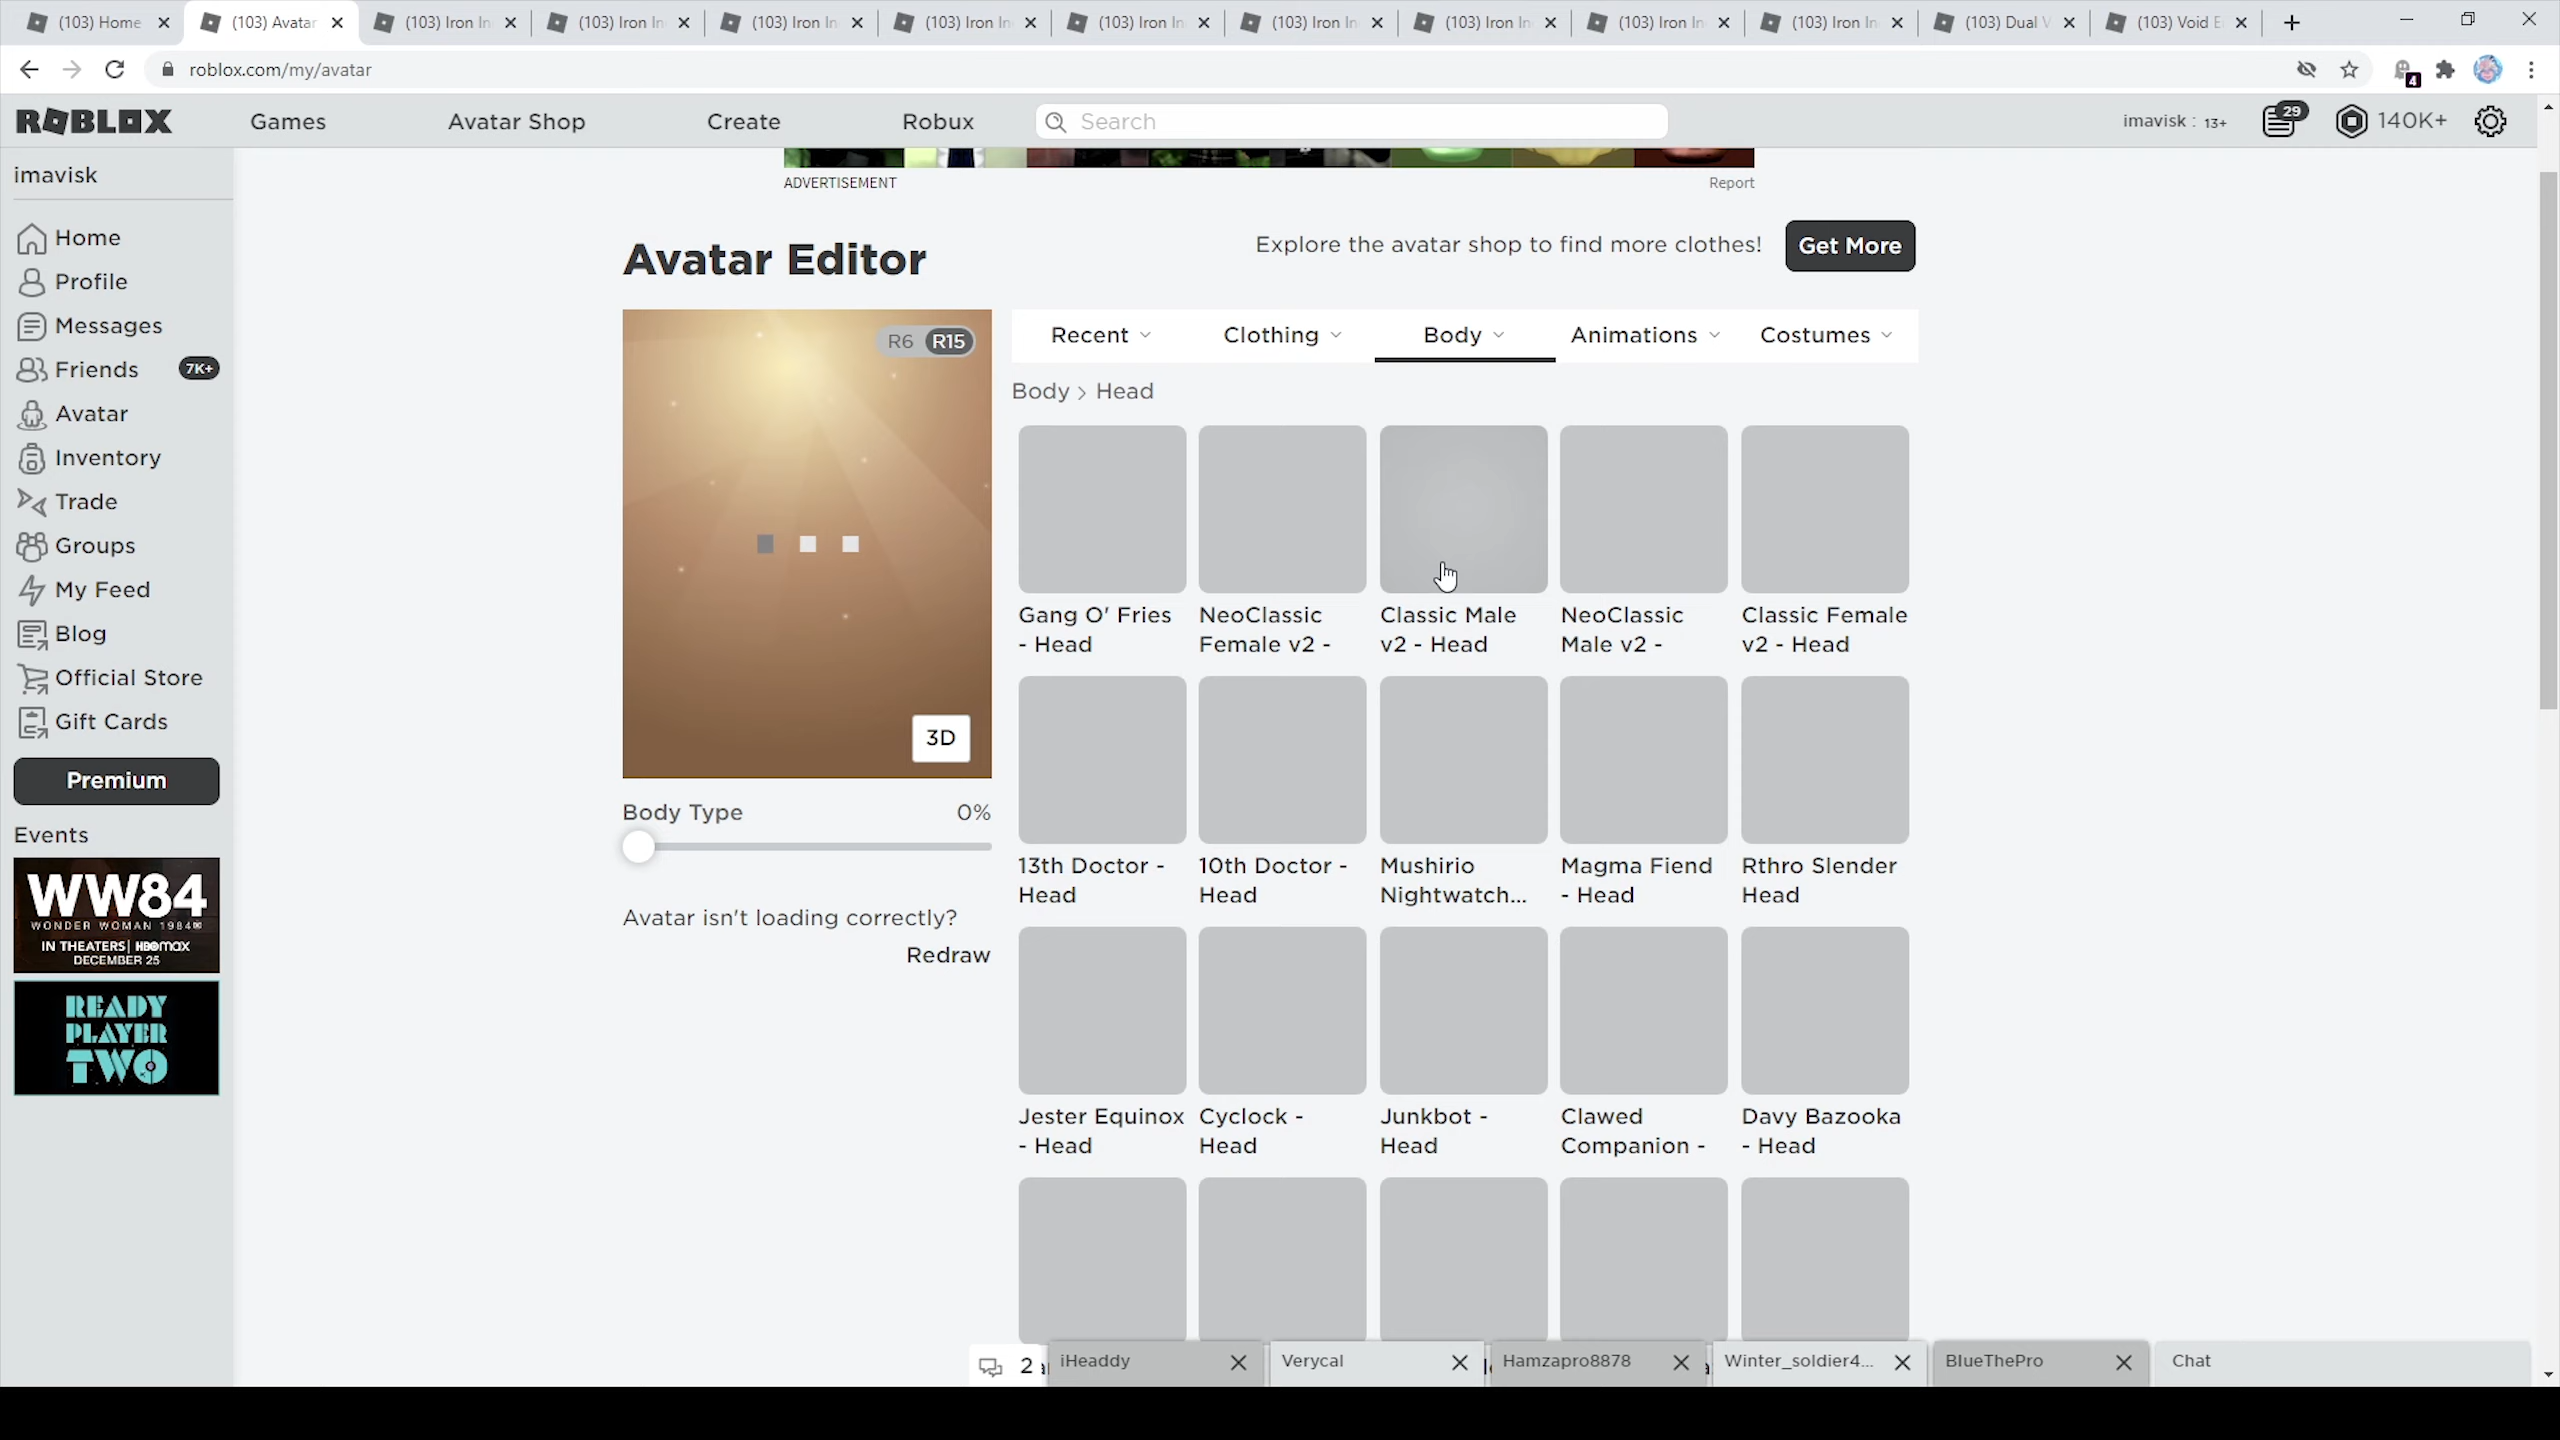 (103) Home
(103) Avatar
(103) Iron In
(103) Iron In
(103) Iron In
(103) Iron In
(103) Iron In
(103) Iron In
(103) Iron In
(103) Iron In
(103) Iron In
(103) Dual V
(103) Void E
roblox.com/my/avatar
4
ROBLOX
Games
Avatar Shop
Create
Robux
Search
imavisk : 13+
29
140K+
imavisk
Home
Profile
Messages
Friends
7K+
Avatar
Inventory
Trade
Groups
My Feed
Blog
Official Store
Gift Cards
Premium
Events
WW84
WONDER WOMAN 1984
IN THEATERS| HBOmax
DECEMBER 25
READY
PLAYER
TWO
ADVERTISEMENT
Report
Avatar Editor
Explore the avatar shop to find more clothes!
Get More
R6 R15
3D
Body Type
0%
Avatar isn't loading correctly?
Redraw
Recent
Clothing
Body
Animations
Costumes
Body > Head
Gang O' Fries
- Head
NeoClassic
Female v2 -
Classic Male
v2 - Head
NeoClassic
Male v2 -
Classic Female
v2 - Head
13th Doctor -
Head
10th Doctor -
Head
Mushirio
Nightwatch...
Magma Fiend
- Head
Rthro Slender
Head
Jester Equinox
- Head
Cyclock -
Head
Junkbot -
Head
Clawed
Companion -
Davy Bazooka
- Head
2
iHeaddy
Verycal
Hamzapro8878
Winter_soldier4...
BlueThePro
Chat